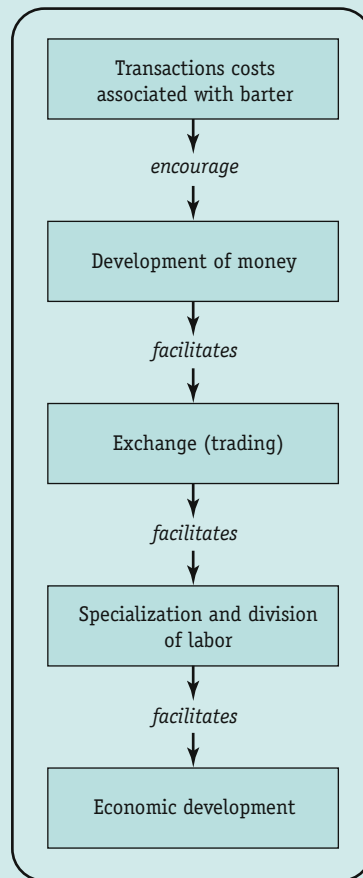 Transactions costs
associated with barter
encourage
Development of money
facilitates
Exchange (trading)
facilitates
Specialization and division
of labor
facilitates
Economic development